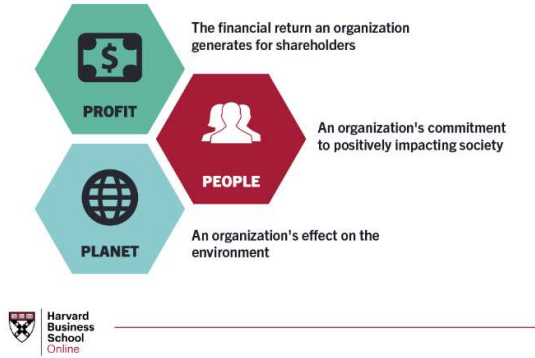 The financial return an organization
generates for shareholders
$
PROFIT
An organization's commitment
to positively impacting society
PEOPLE
An organization's effect on the
environment
PLANET
Harvard
Business
School
Online